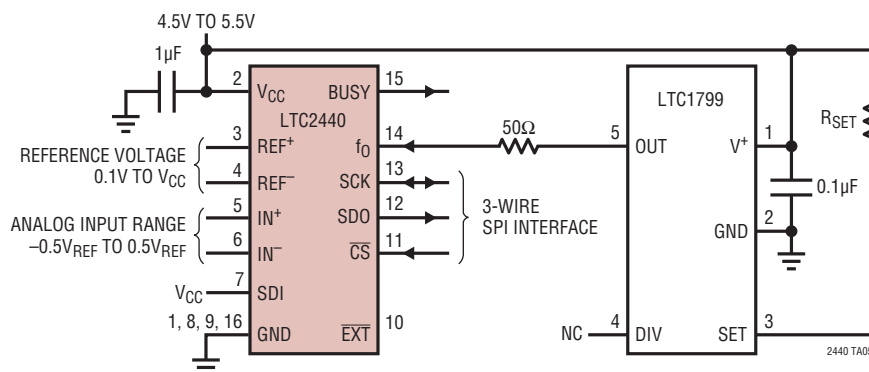 4.5V TO 5.5V
1µF
2
VCC
BUSY
15
LTC2440
3
REF+
fO
14
50Ω
5
OUT
LTC1799
V+
1
RSET
REFERENCE VOLTAGE
0.1V TO VCC
4
REF−
SCK
13
0.1µF
ANALOG INPUT RANGE
−0.5VREF TO 0.5VREF
5
IN+
SDO
12
3-WIRE
SPI INTERFACE
GND
2
6
IN−
CS
11
VCC
7
SDI
1, 8, 9, 16
GND
EXT
10
NC
4
DIV
SET
3
2440 TA05